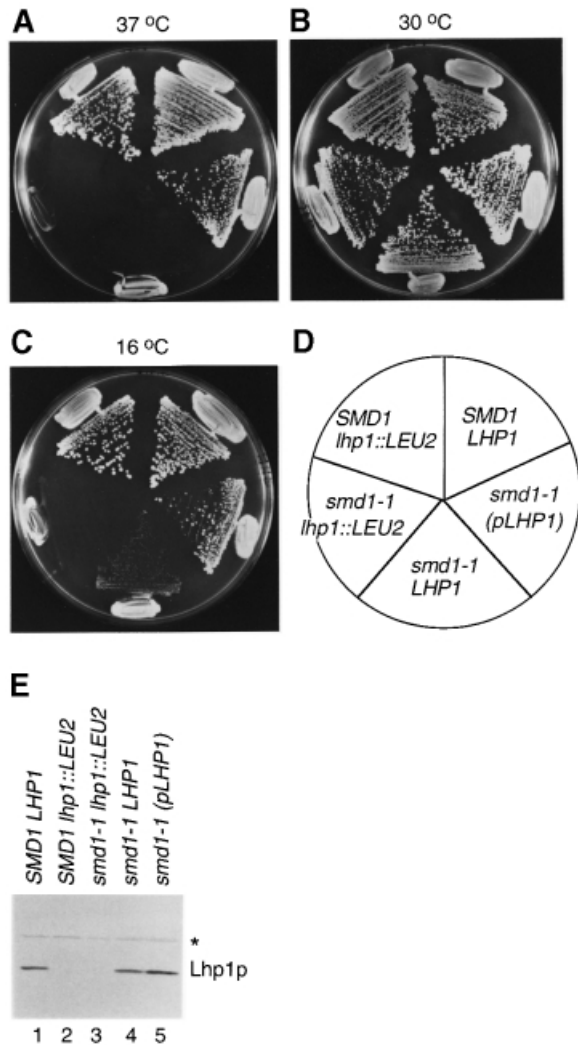 A
37 ºC
B
30 ºC
C
16 ºC
D
SMD1
lhp1::LEU2
SMD1
LHP1
smd1-1
lhp1::LEU2
smd1-1
(pLHP1)
smd1-1
LHP1
E
SMD1 LHP1
SMD1 lhp1::LEU2
smd1-1 lhp1::LEU2
smd1-1 LHP1
smd1-1 (pLHP1)
*
Lhp1p
1 2 3 4 5